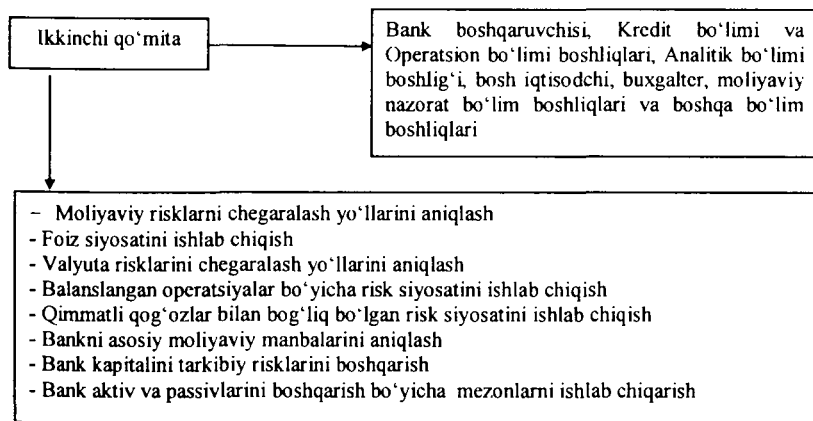 Ikkinchi qo‘mita
Bank boshqaruvchisi, Kredit bo‘limi va
Operatsion bo‘limi boshliqlari, Analitik bo‘limi
boshlig‘i, bosh iqtisodchi, buxgalter, moliyaviy
nazorat bo‘lim boshliqlari va boshqa bo‘lim
boshliqlari
– Moliyaviy risklarni chegaralash yo‘llarini aniqlash
- Foiz siyosatini ishlab chiqish
- Valyuta risklarini chegaralash yo‘llarini aniqlash
- Balanslangan operatsiyalar bo‘yicha risk siyosatini ishlab chiqish
- Qimmatli qog‘ozlar bilan bog‘liq bo‘lgan risk siyosatini ishlab chiqish
- Bankni asosiy moliyaviy manbalarini aniqlash
- Bank kapitalini tarkibiy risklarini boshqarish
- Bank aktiv va passivlarini boshqarish bo‘yicha mezonlarni ishlab chiqarish